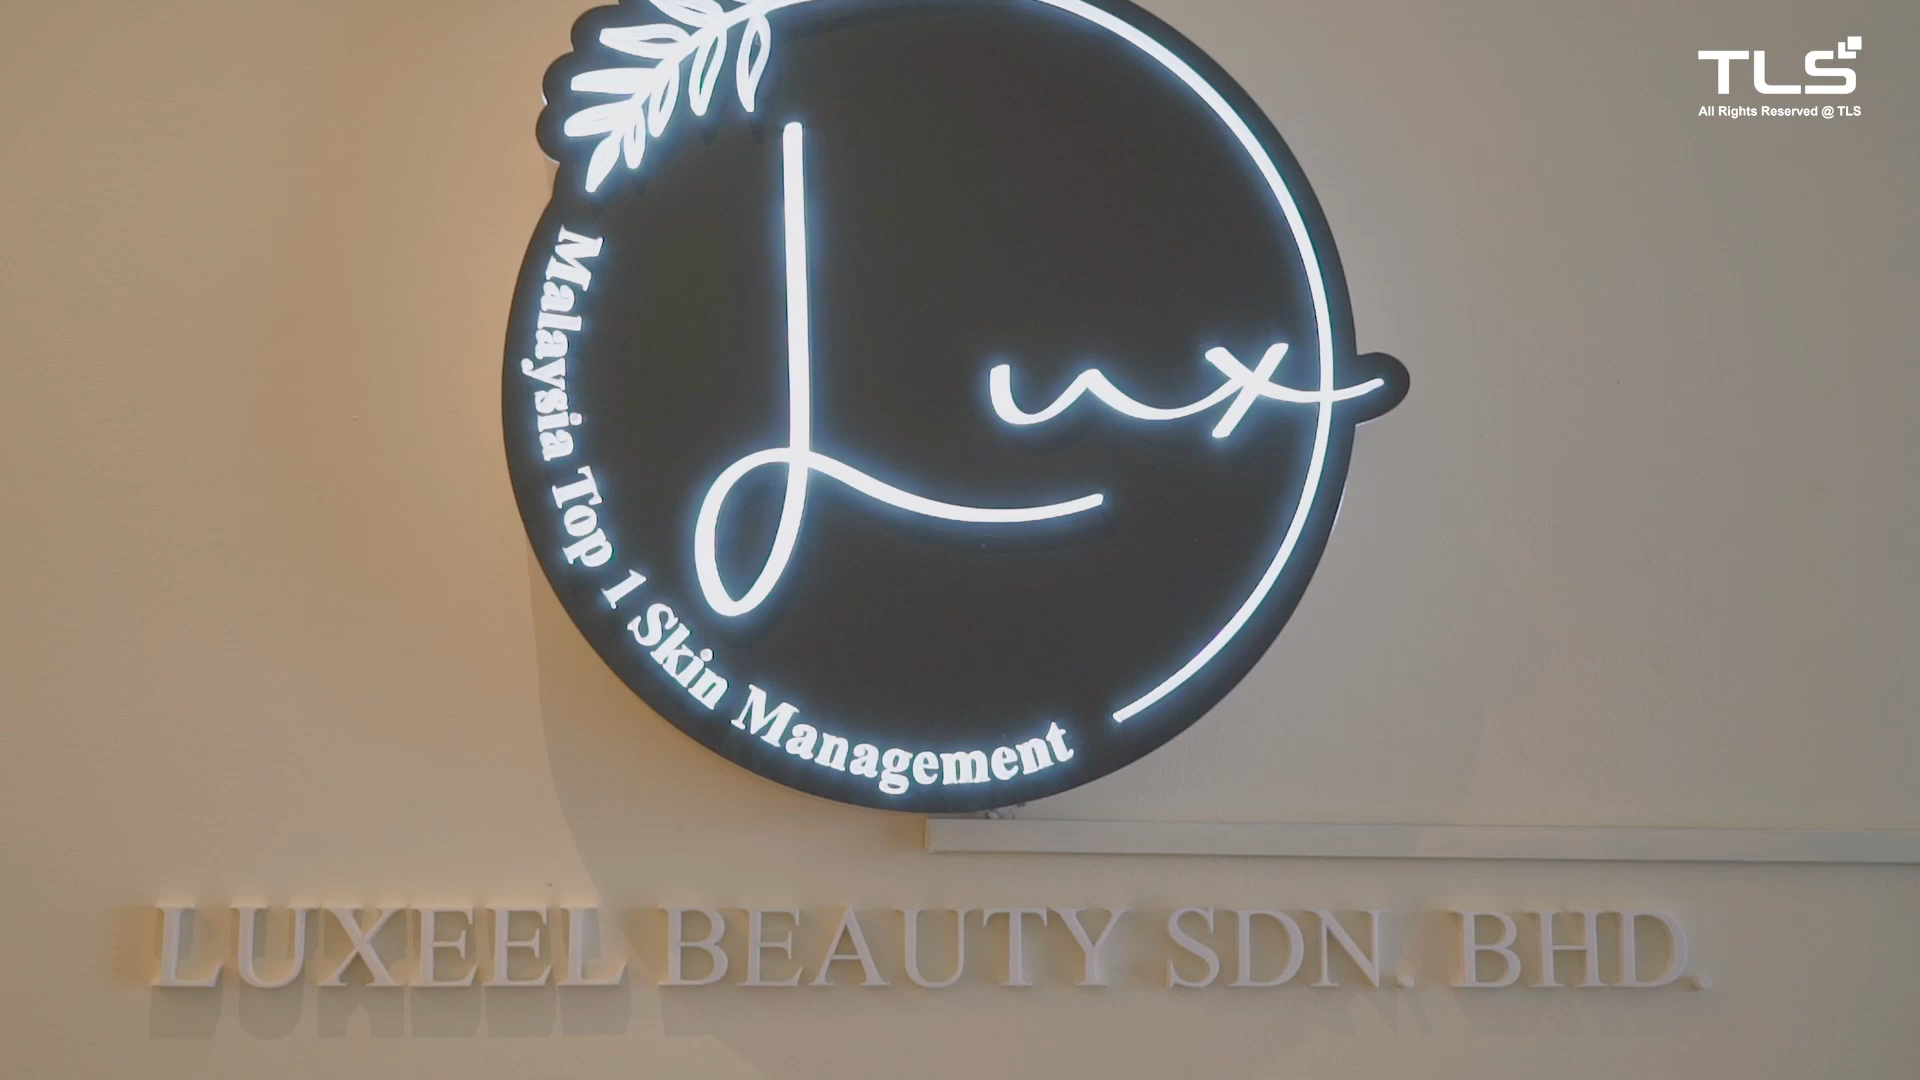 TLS
All Rights Reserved @ TLS
Lux
Malaysia Top 1 Skin Management
LUXEEL BEAUTY SDN. BHD.